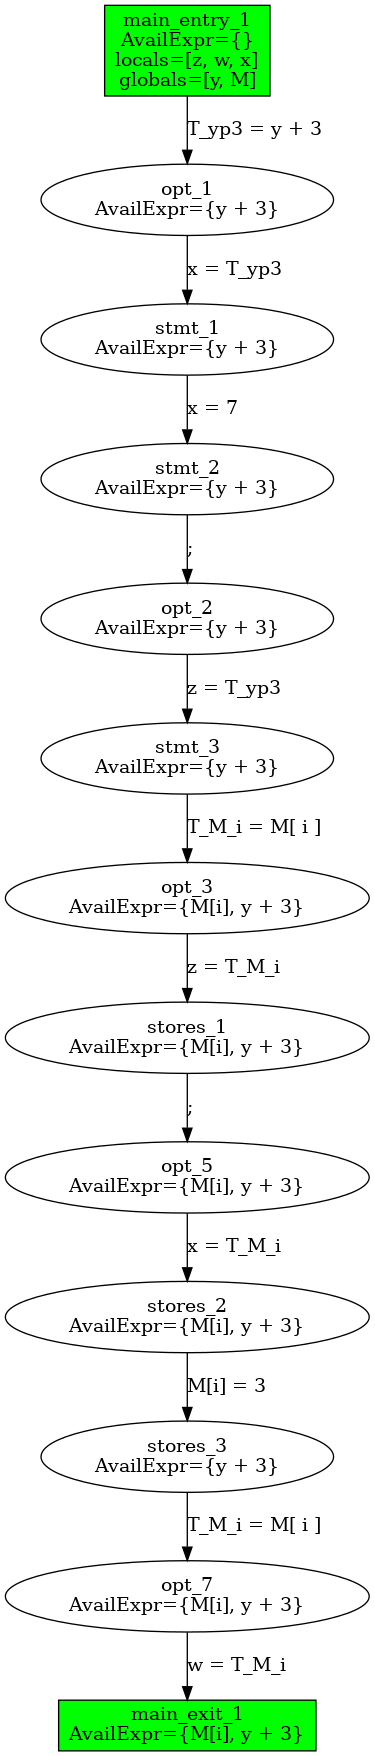 main_entry_1
AvailExpr={}
locals=[z, w, x]
globals=[y, M]
T_yp3 = y + 3
opt_1
AvailExpr={y + 3}
x = T_yp3
stmt_1
AvailExpr={y + 3}
x = 7
stmt_2
AvailExpr={y + 3}
;
opt_2
AvailExpr={y + 3}
z = T_yp3
stmt_3
AvailExpr={y + 3}
T_M_i = M[ i ]
opt_3
AvailExpr={M[i], y + 3}
z = T_M_i
stores_1
AvailExpr={M[i], y + 3}
;
opt_5
AvailExpr={M[i], y + 3}
x = T_M_i
stores_2
AvailExpr={M[i], y + 3}
M[i] = 3
stores_3
AvailExpr={y + 3}
T_M_i = M[ i ]
opt_7
AvailExpr={M[i], y + 3}
w = T_M_i
main_exit_1
AvailExpr={M[i], y + 3}